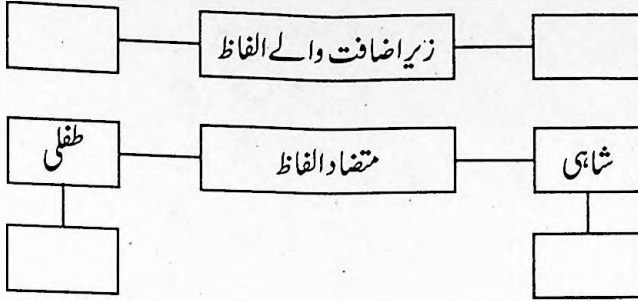 زیرِ اضافت والے الفاظ
شاہی متضاد الفاظ طفلی